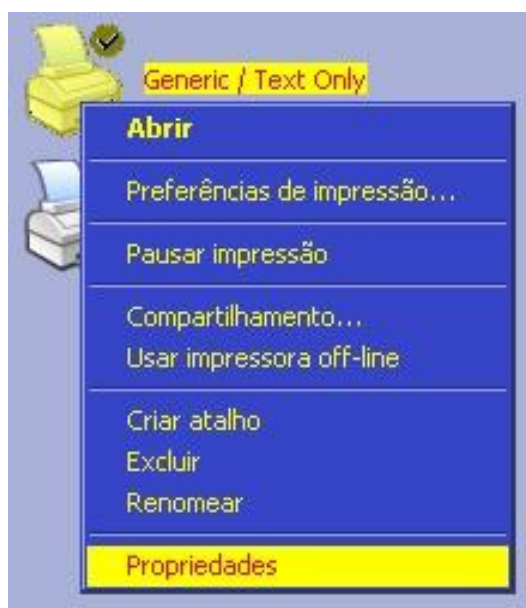 Generic / Text Only
Abrir
Preferências de impressão...
Pausar impressão
Compartilhamento...
Usar impressora off-line
Criar atalho
Excluir
Renomear
Propriedades